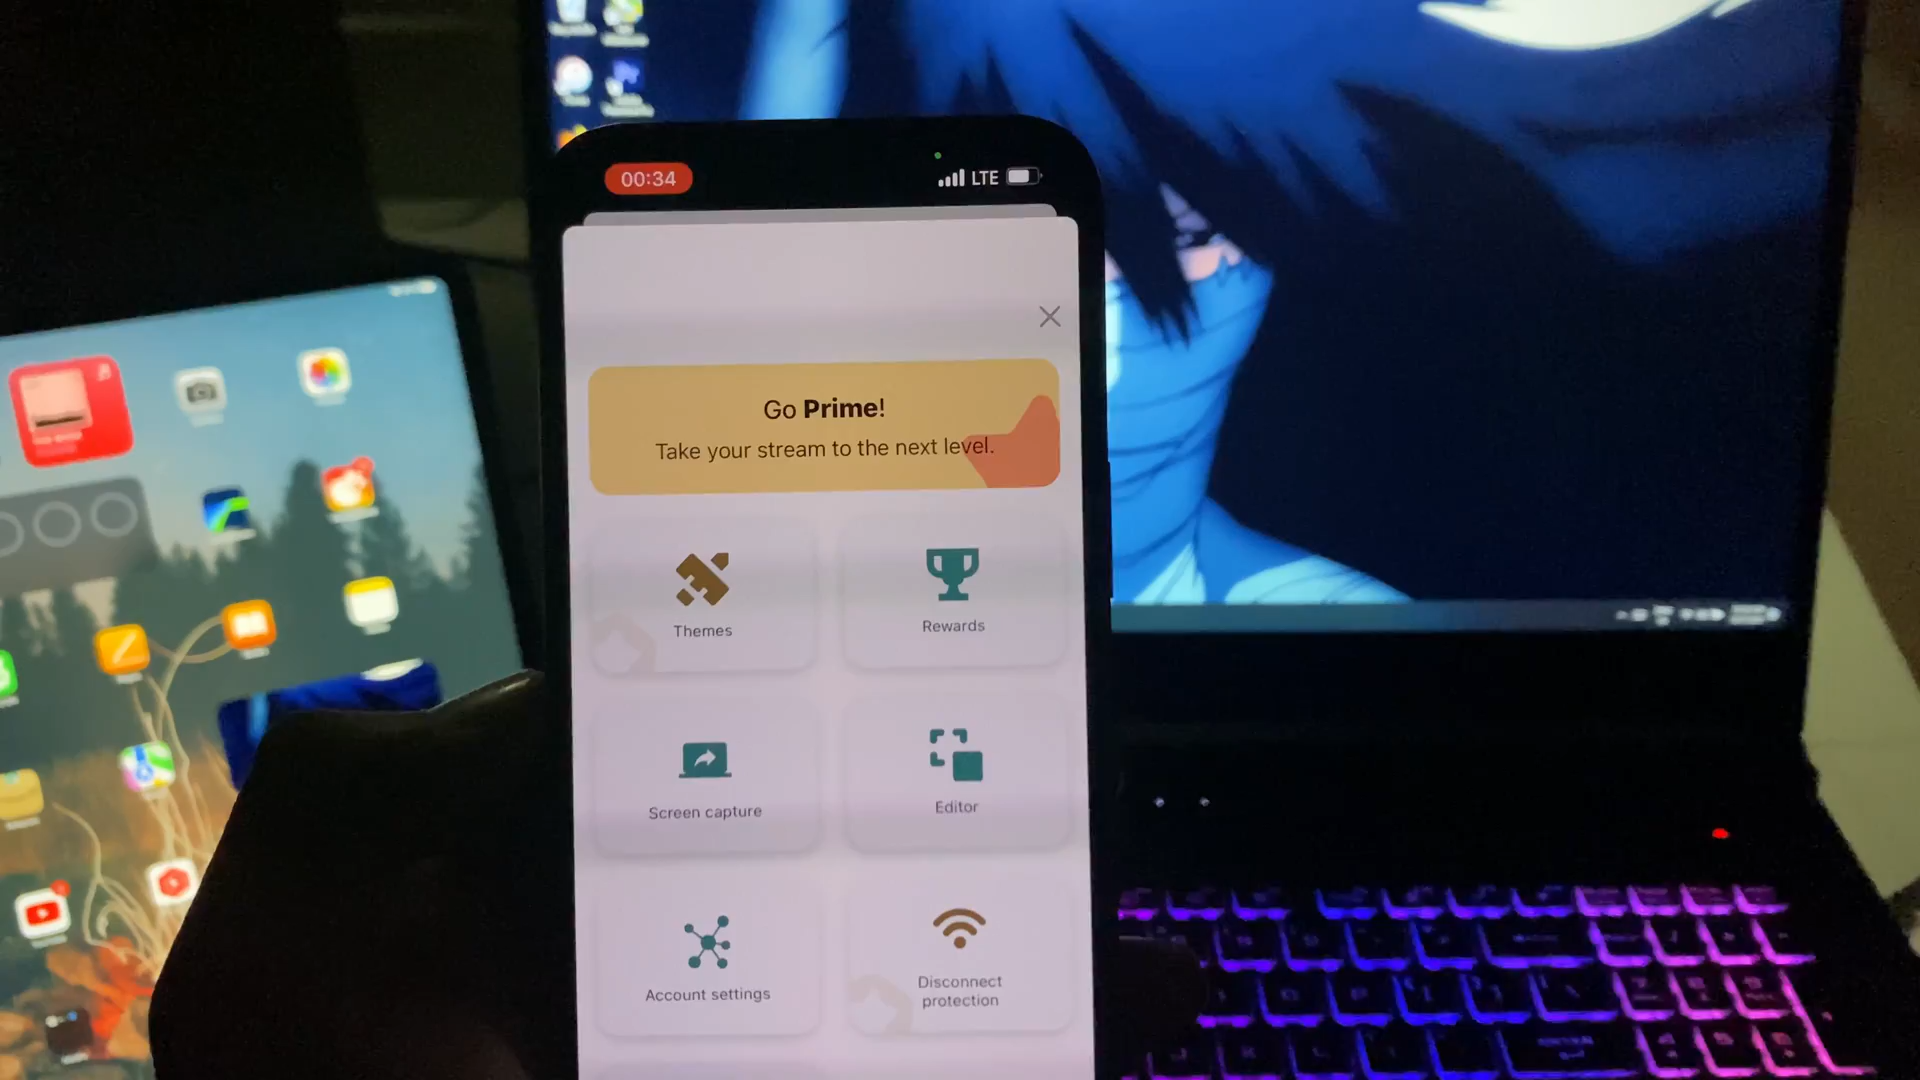 00:34
LTE
Go Prime!
Take your stream to the next level.
Themes
Rewards
Screen capture
Editor
Account settings
Disconnect
protection